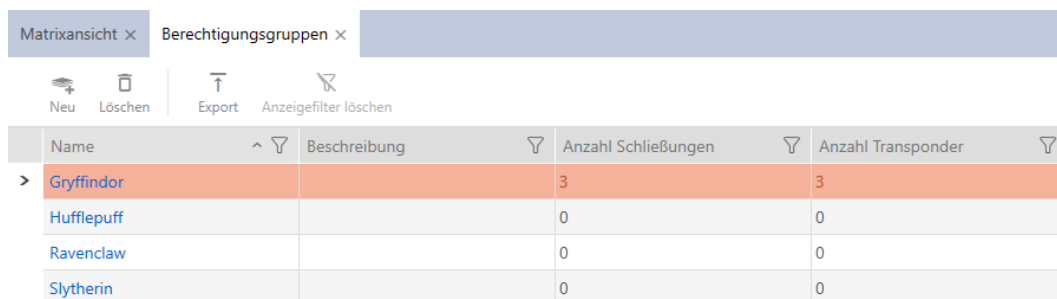 Matrixansicht × Berechtigungsgruppen ×
Neu Löschen Export Anzeigefilter löschen
Name Beschreibung Anzahl Schließungen Anzahl Transponder
Gryffindor 3 3
Hufflepuff 0 0
Ravenclaw 0 0
Slytherin 0 0